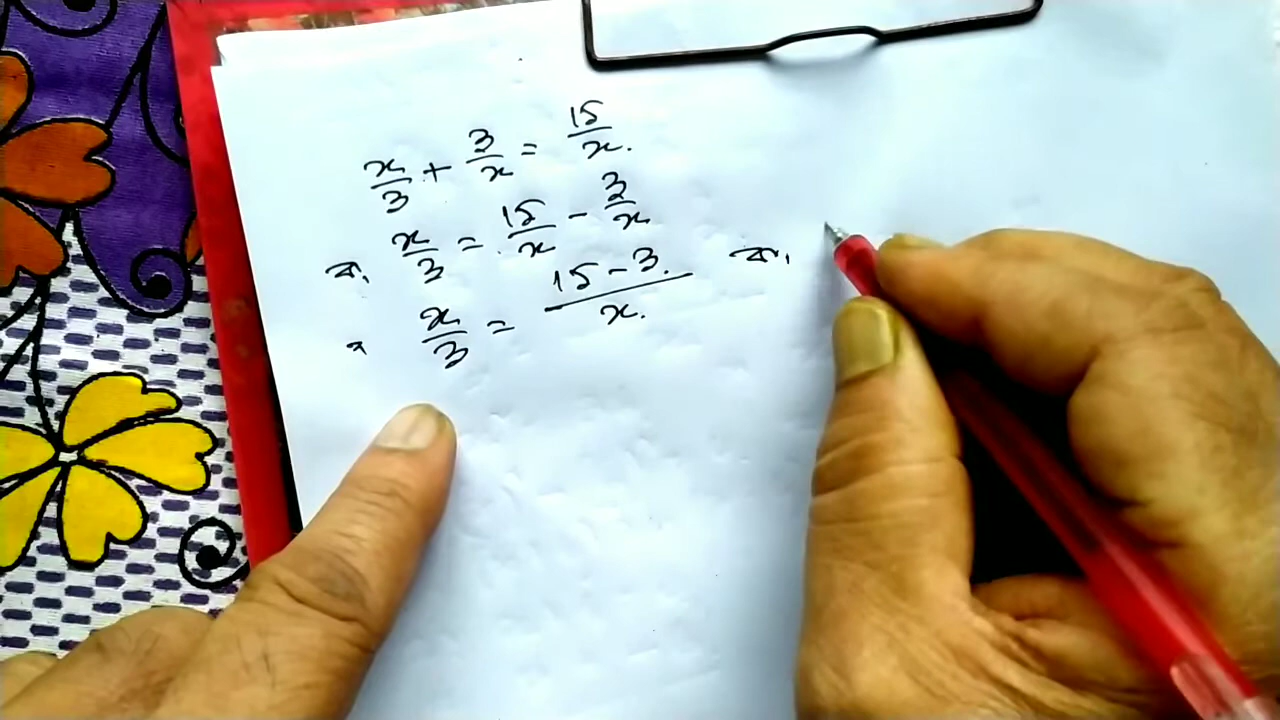 x/3 + 3/x = 15/x.
বা, x/3 = 15/x - 3/x
x/3 = 15-3./x.
বা,